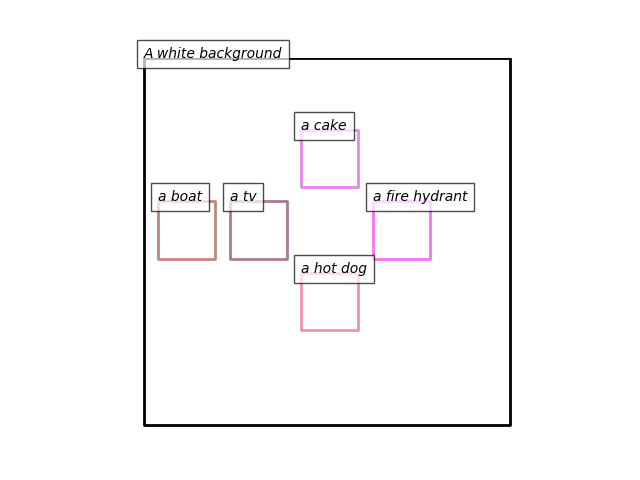 A white background
a cake
a boat
a tv
a fire hydrant
a hot dog